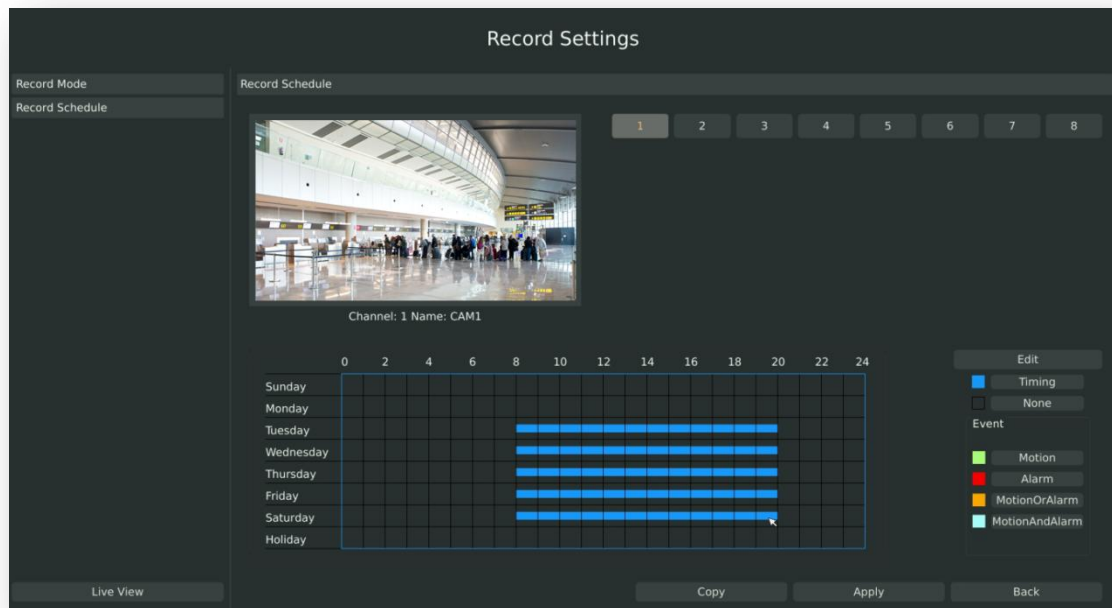 Record Settings
Record Mode
Record Schedule
Record Schedule
1 2 3 4 5 6 7 8
Channel: 1 Name: CAM1
0 2 4 6 8 10 12 14 16 18 20 22 24
Sunday
Monday
Tuesday
Wednesday
Thursday
Friday
Saturday
Holiday
Edit
Timing
None
Event
Motion
Alarm
MotionOrAlarm
MotionAndAlarm
Live View
Copy
Apply
Back